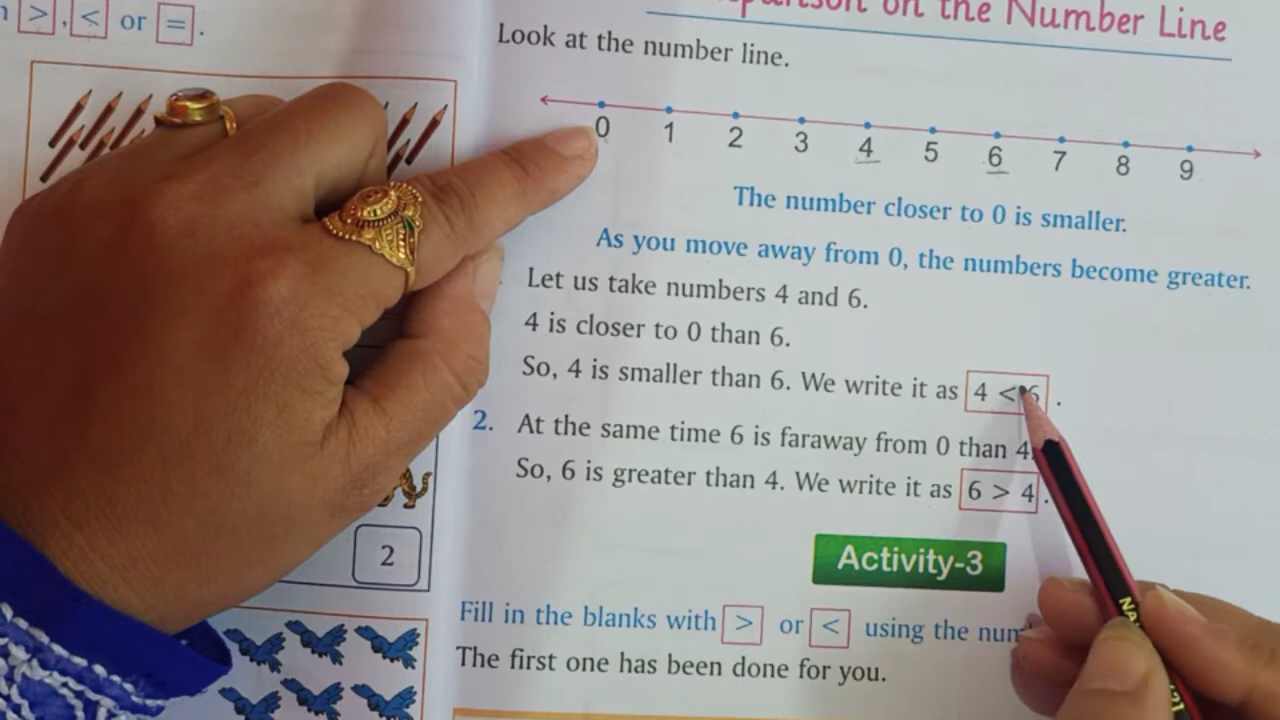 > , < or = .
on the Number Line
Look at the number line.
0 1 2 3 4 5 6 7 8 9
The number closer to 0 is smaller.
As you move away from 0, the numbers become greater.
Let us take numbers 4 and 6.
4 is closer to 0 than 6.
So, 4 is smaller than 6. We write it as 4 < 6 .
2. At the same time 6 is faraway from 0 than 4.
So, 6 is greater than 4. We write it as 6 > 4 .
2
Activity-3
Fill in the blanks with > or < using the
The first one has been done for you.